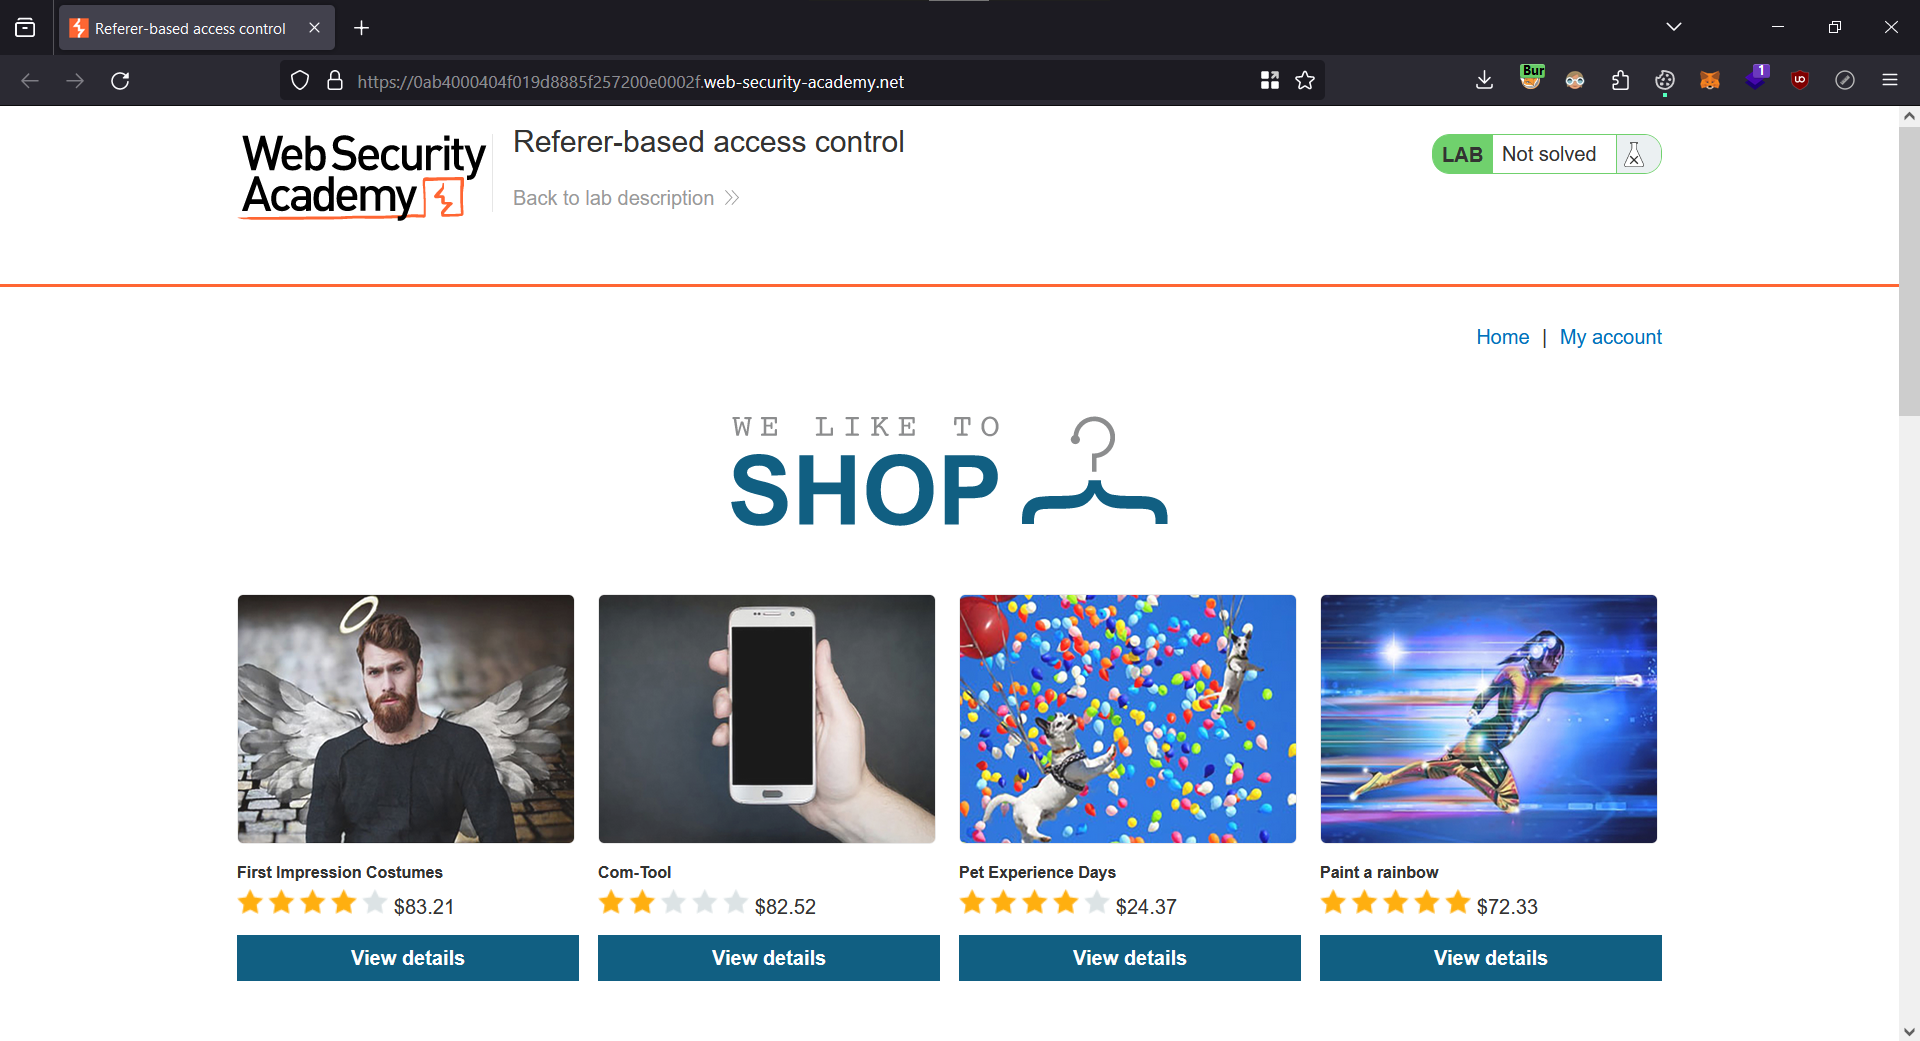 Referer-based access control
https://0ab4000404f019d8885f257200e0002f.web-security-academy.net
Bur
1
Web Security
Academy
Referer-based access control
Back to lab description
LAB Not solved
Home | My account
WE LIKE TO
SHOP
First Impression Costumes
$83.21
View details
Com-Tool
$82.52
View details
Pet Experience Days
$24.37
View details
Paint a rainbow
$72.33
View details